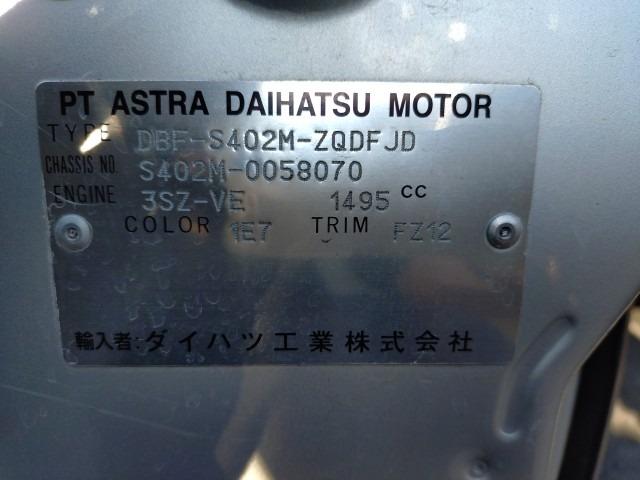 PT ASTRA DAIHATSU MOTOR
TYPE DBF-S402M-ZQDFJD
CHASSIS NO. S402M-0058070
ENGINE 3SZ-VE 1495 CC
COLOR 1E7 TRIM FZ12
輸入者: ダイハツ工業株式会社